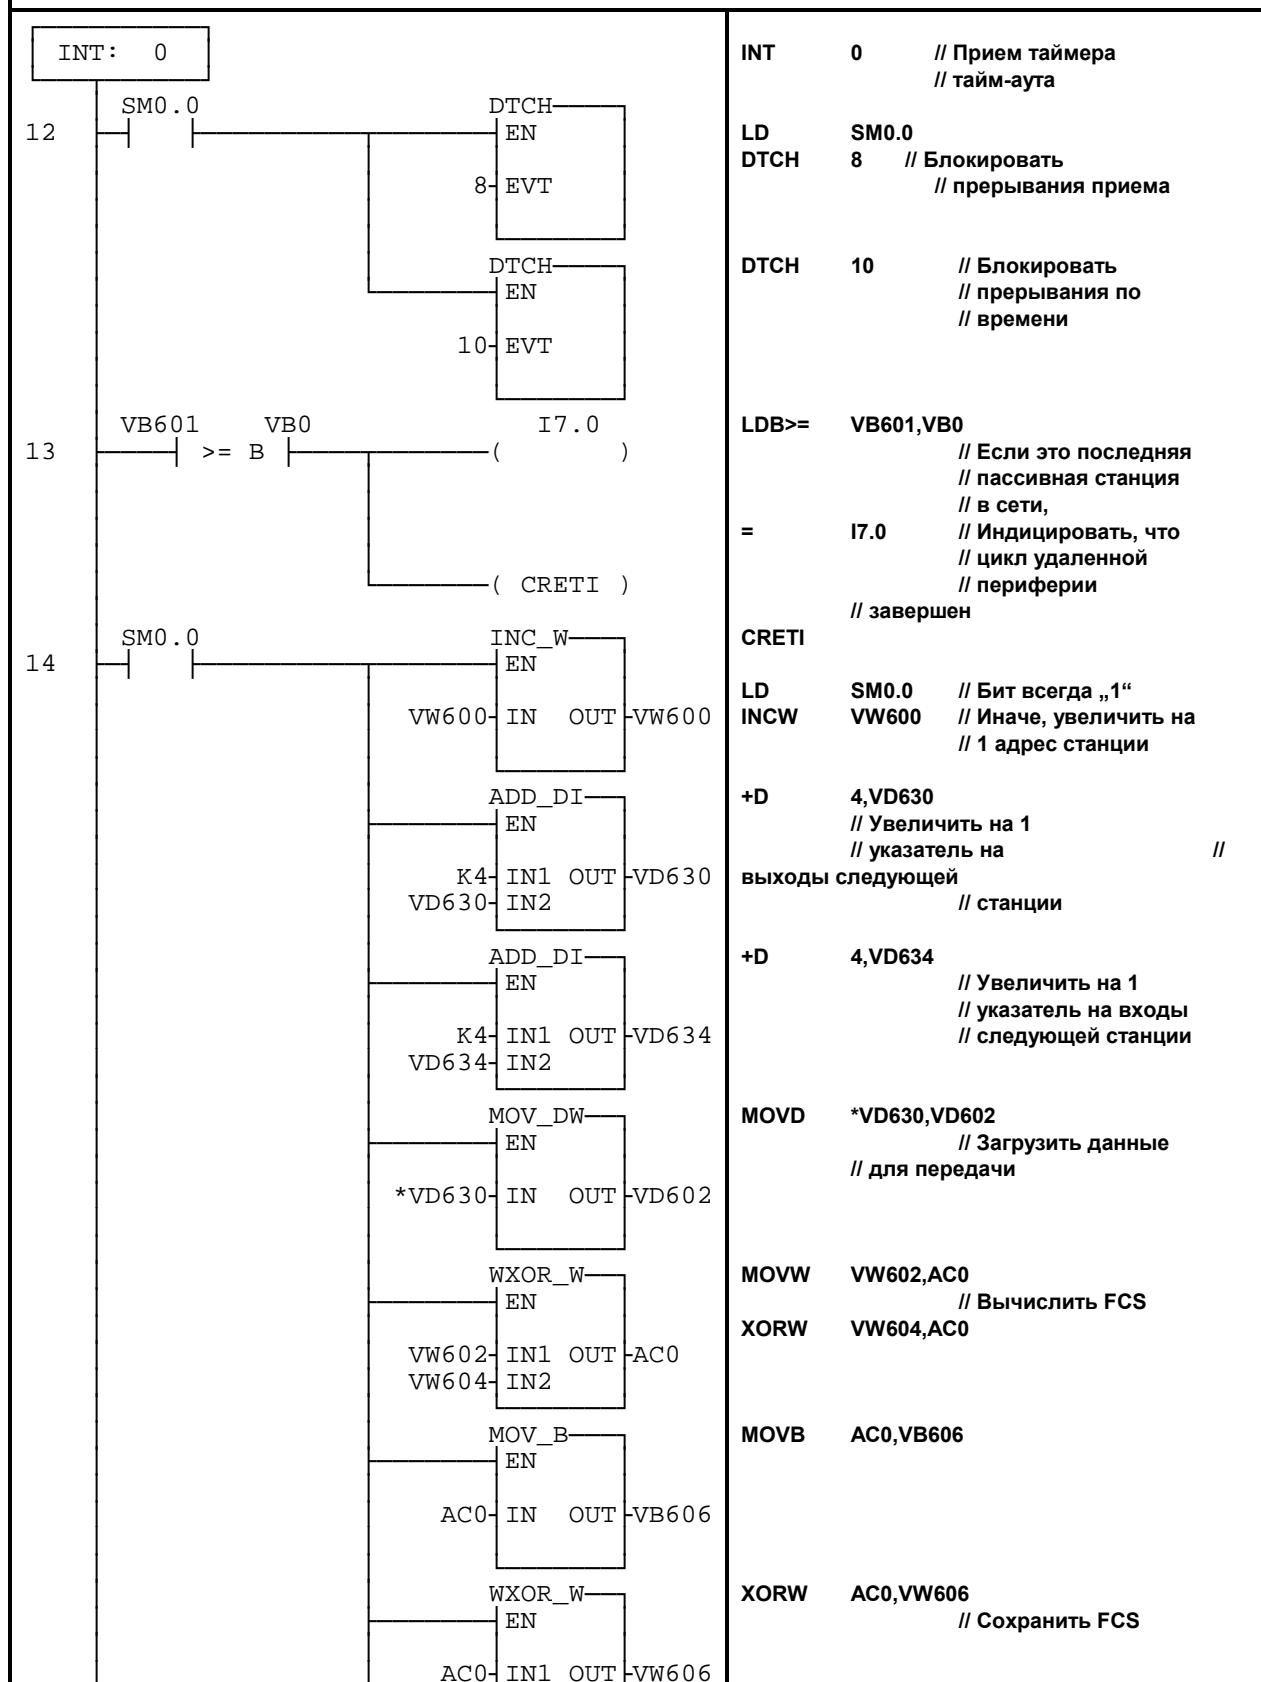 INT: 0
SM0.0 DTCH
12 EN
8 EVT
DTCH
EN
10 EVT
VB601 VB0 I7.0
13 >= B ( )
( CRETI )
SM0.0 INC_W
14 EN
VW600 IN OUT VW600
ADD_DI
EN
K4 IN1 OUT VD630
VD630 IN2
ADD_DI
EN
K4 IN1 OUT VD634
VD634 IN2
MOV_DW
EN
*VD630 IN OUT VD602
WXOR_W
EN
VW602 IN1 OUT AC0
VW604 IN2
MOV_B
EN
AC0 IN OUT VB606
WXOR_W
EN
AC0 IN1 OUT VW606
INT 0 // Прием таймера
// тайм-аута
LD SM0.0
DTCH 8 // Блокировать
// прерывания приема
DTCH 10 // Блокировать
// прерывания по
// времени
LDB>= VB601,VB0
// Если это последняя
// пассивная станция
// в сети,
= I7.0 // Индицировать, что
// цикл удаленной
// периферии
// завершен
CRETI
LD SM0.0 // Бит всегда „1“
INCW VW600 // Иначе, увеличить на
// 1 адрес станции
+D 4,VD630
// Увеличить на 1
// указатель на //
выходы следующей
// станции
+D 4,VD634
// Увеличить на 1
// указатель на входы
// следующей станции
MOVD *VD630,VD602
// Загрузить данные
// для передачи
MOVW VW602,AC0
// Вычислить FCS
XORW VW604,AC0
MOVB AC0,VB606
XORW AC0,VW606
// Сохранить FCS